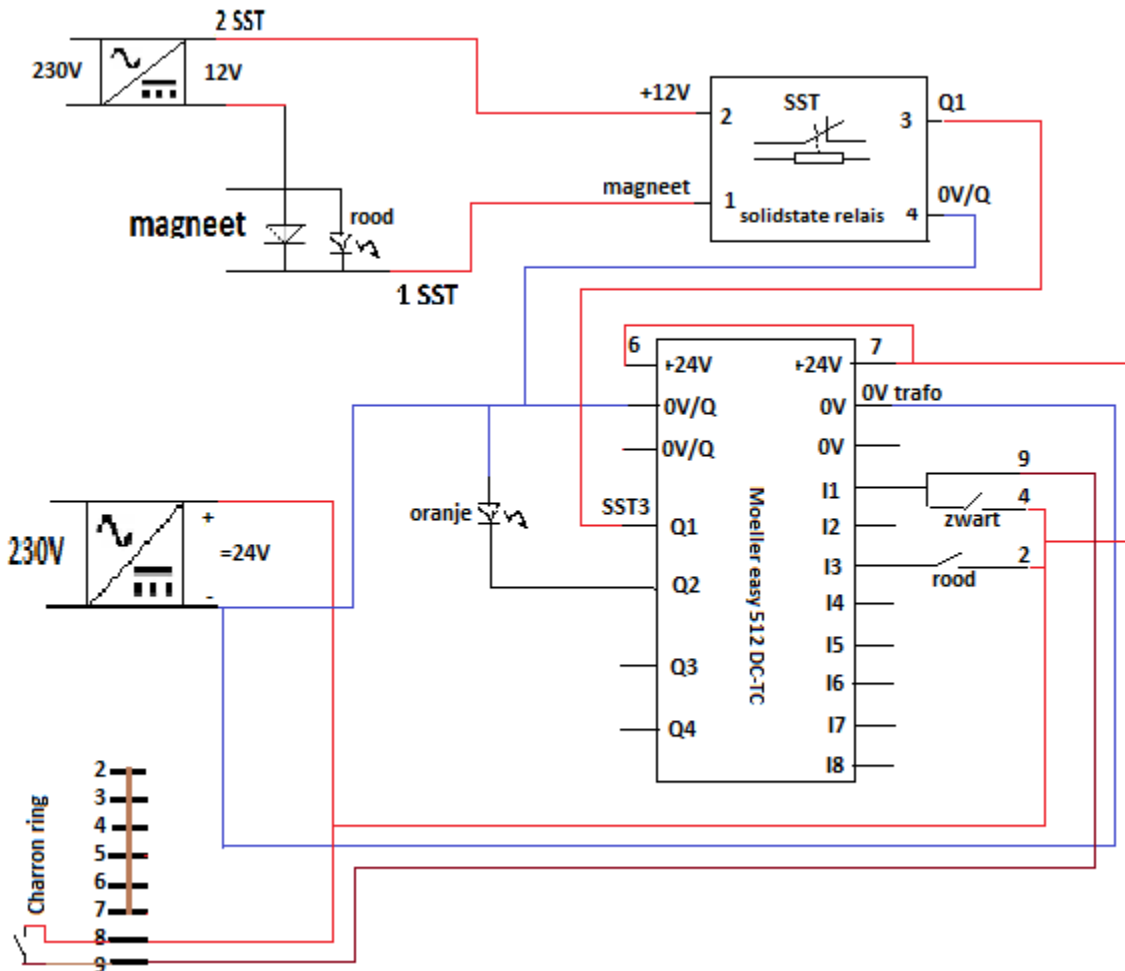 2 SST
230V
12V
+12V
2
SST
3
Q1
magneet
1
solidstate relais
4
0V/Q
magneet
rood
1 SST
6
7
+24V
+24V
0V trafo
0V/Q
0V
0V/Q
0V
9
I1
4
zwart
SST3
Q1
I2
oranje
2
I3
rood
230V
+
=24V
-
Q2
I4
I5
Q3
I6
Q4
I7
I8
Moeller easy 512 DC-TC
Charron ring
2
3
4
5
6
7
8
9